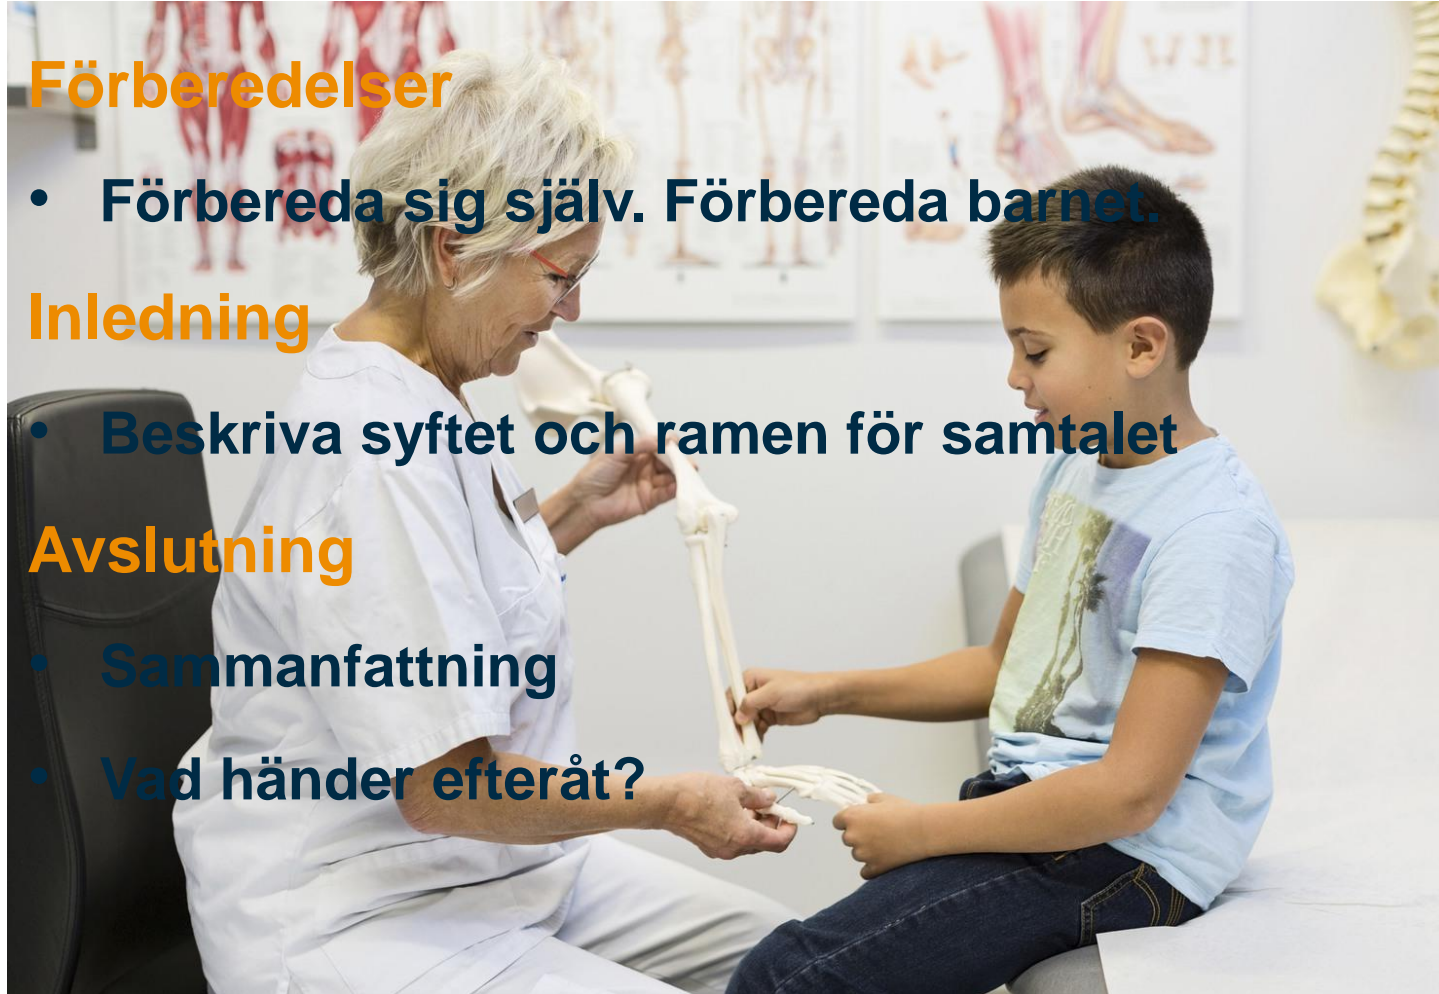 Förberedelser
• Förbereda sig själv. Förbereda barnet.
Inledning
• Beskriva syftet och ramen för samtalet
Avslutning
• Sammanfattning
• Vad händer efteråt?